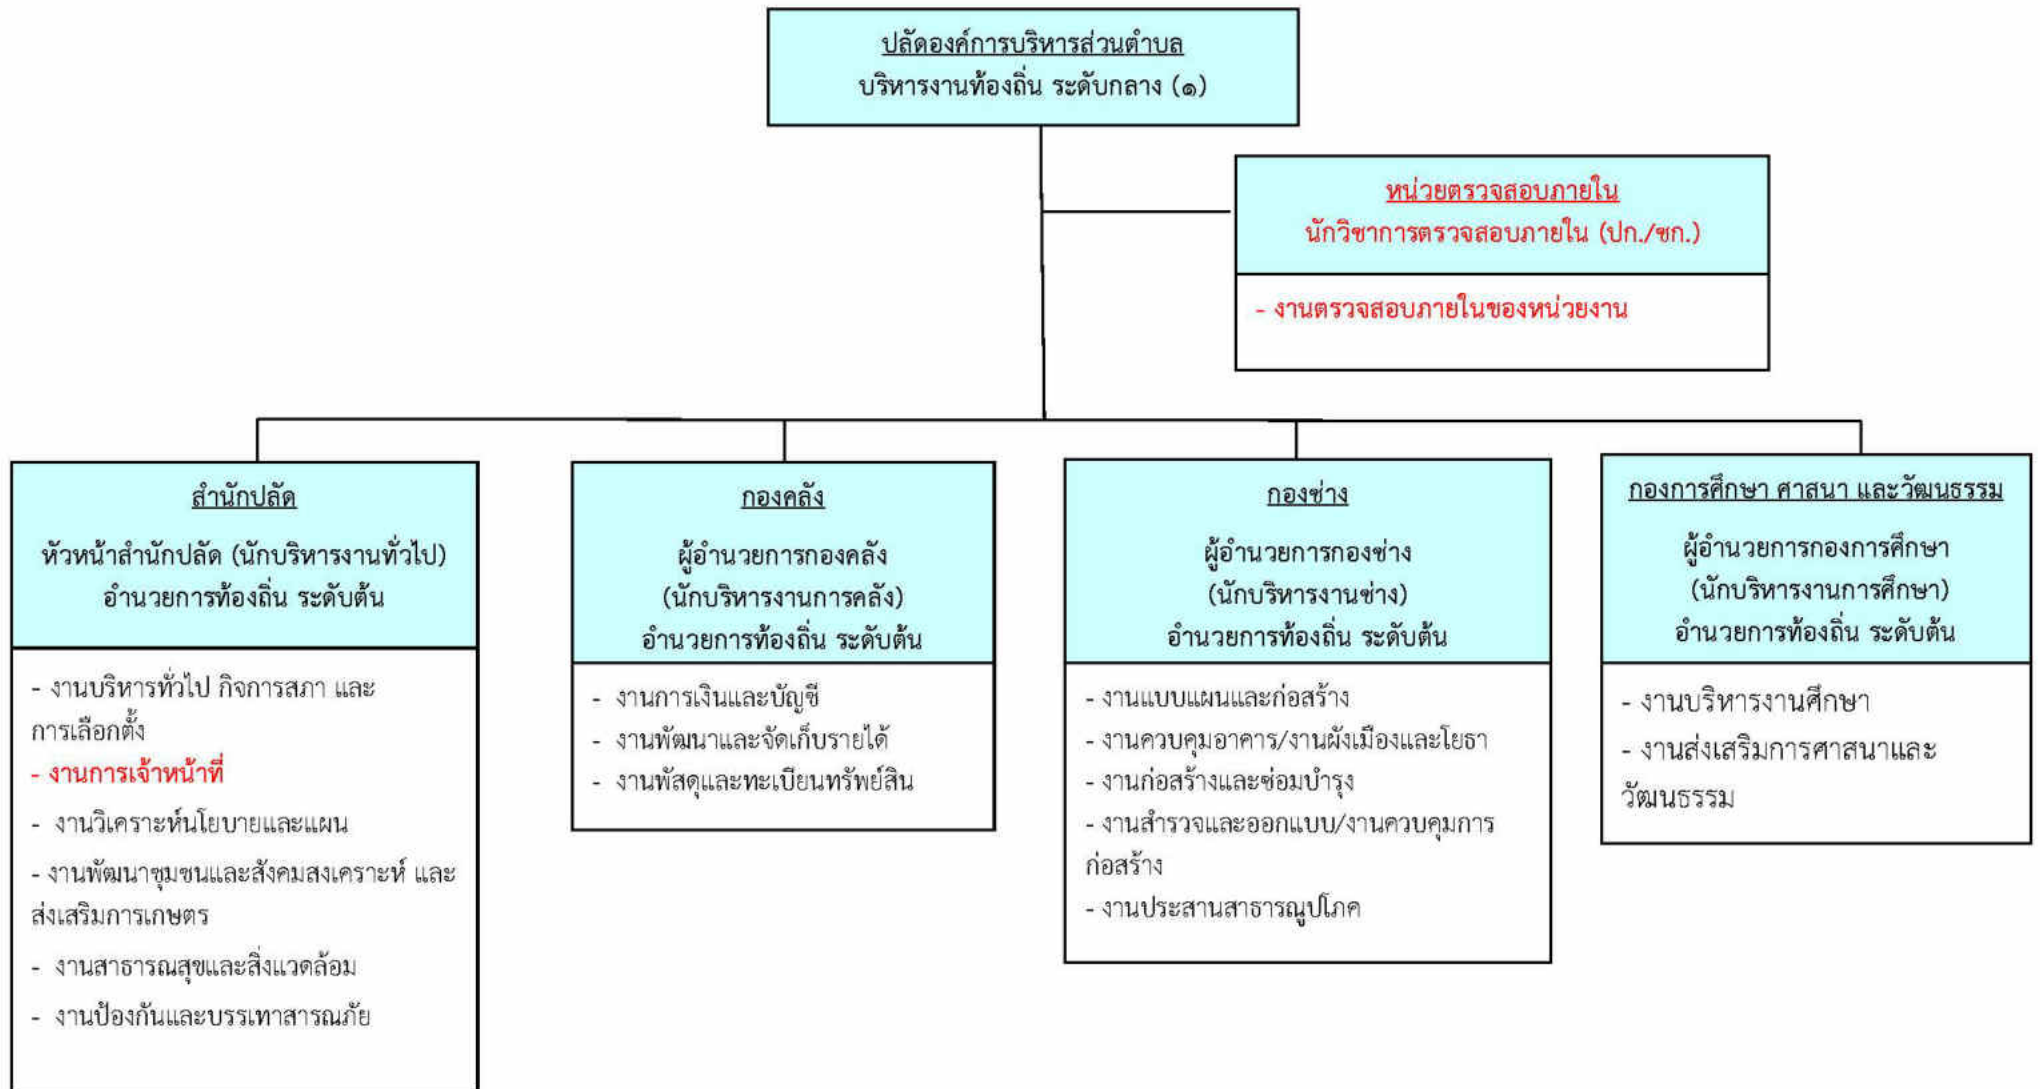 ปลัดองค์การบริหารส่วนตำบล
บริหารงานท้องถิ่น ระดับกลาง (๑)
หน่วยตรวจสอบภายใน
นักวิชาการตรวจสอบภายใน (ปก./ชก.)
- งานตรวจสอบภายในของหน่วยงาน
สำนักปลัด
หัวหน้าสำนักปลัด (นักบริหารงานทั่วไป)
อำนวยการท้องถิ่น ระดับต้น
- งานบริหารทั่วไป กิจการสภา และ
การเลือกตั้ง
- งานการเจ้าหน้าที่
- งานวิเคราะห์นโยบายและแผน
- งานพัฒนาชุมชนและสังคมสงเคราะห์ และ
ส่งเสริมการเกษตร
- งานสาธารณสุขและสิ่งแวดล้อม
- งานป้องกันและบรรเทาสารณภัย
กองคลัง
ผู้อำนวยการกองคลัง
(นักบริหารงานการคลัง)
อำนวยการท้องถิ่น ระดับต้น
- งานการเงินและบัญชี
- งานพัฒนาและจัดเก็บรายได้
- งานพัสดุและทะเบียนทรัพย์สิน
กองช่าง
ผู้อำนวยการกองช่าง
(นักบริหารงานช่าง)
อำนวยการท้องถิ่น ระดับต้น
- งานแบบแผนและก่อสร้าง
- งานควบคุมอาคาร/งานผังเมืองและโยธา
- งานก่อสร้างและซ่อมบำรุง
- งานสำรวจและออกแบบ/งานควบคุมการ
ก่อสร้าง
- งานประสานสาธารณูปโภค
กองการศึกษา ศาสนา และวัฒนธรรม
ผู้อำนวยการกองการศึกษา
(นักบริหารงานการศึกษา)
อำนวยการท้องถิ่น ระดับต้น
- งานบริหารงานศึกษา
- งานส่งเสริมการศาสนาและ
วัฒนธรรม